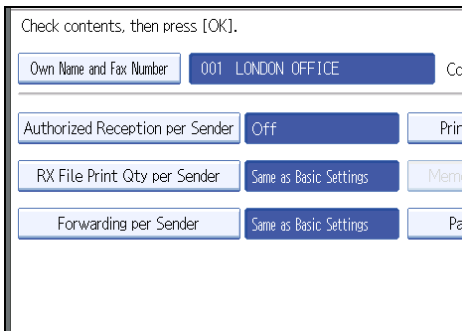 Check contents, then press [OK].
Own Name and Fax Number 001 LONDON OFFICE
Authorized Reception per Sender Off
RX File Print Qty per Sender Same as Basic Settings
Forwarding per Sender Same as Basic Settings